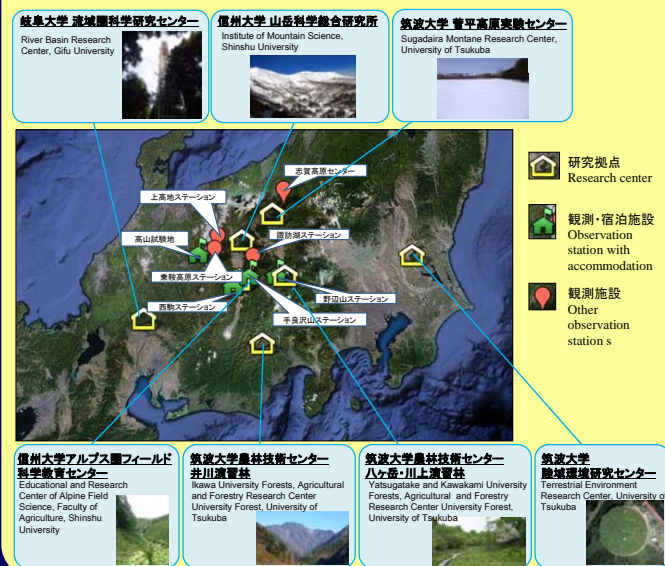 岐阜大学 流域圏科学研究センター
River Basin Research
Center, Gifu University
信州大学 山岳科学総合研究所
Institute of Mountain Science,
Shinshu University
筑波大学 菅平高原実験センター
Sugadaira Montane Research Center,
University of Tsukuba
志賀高原センター
上高地ステーション
高山試験地
諏訪湖ステーション
乗鞍高原ステーション
西駒ステーション
野辺山ステーション
手良沢山ステーション
研究拠点
Research center
観測・宿泊施設
Observation
station with
accommodation
観測施設
Other
observation
station s
信州大学アルプス圏フィールド
科学教育センター
Educational and Research
Center of Alpine Field
Science, Faculty of
Agriculture, Shinshu
University
筑波大学農林技術センター
井川演習林
Ikawa University Forests, Agricultural
and Forestry Research Center
University Forest, University of
Tsukuba
筑波大学農林技術センター
八ヶ岳・川上演習林
Yatsugatake and Kawakami University
Forests, Agricultural and Forestry
Research Center University Forest,
University of Tsukuba
筑波大学
陸域環境研究センター
Terrestrial Environment
Research Center, University of
Tsukuba